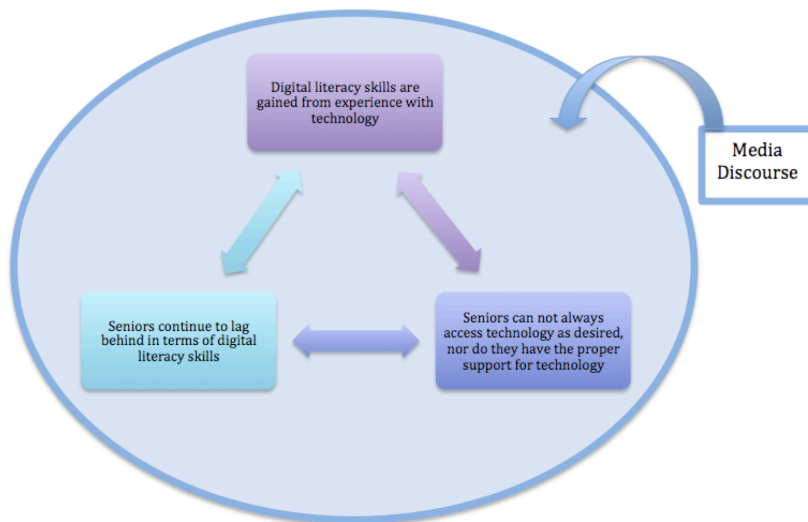 Digital literacy skills are
gained from experience with
technology
Media
Discourse
Seniors continue to lag
behind in terms of digital
literacy skills
Seniors can not always
access technology as desired,
nor do they have the proper
support for technology